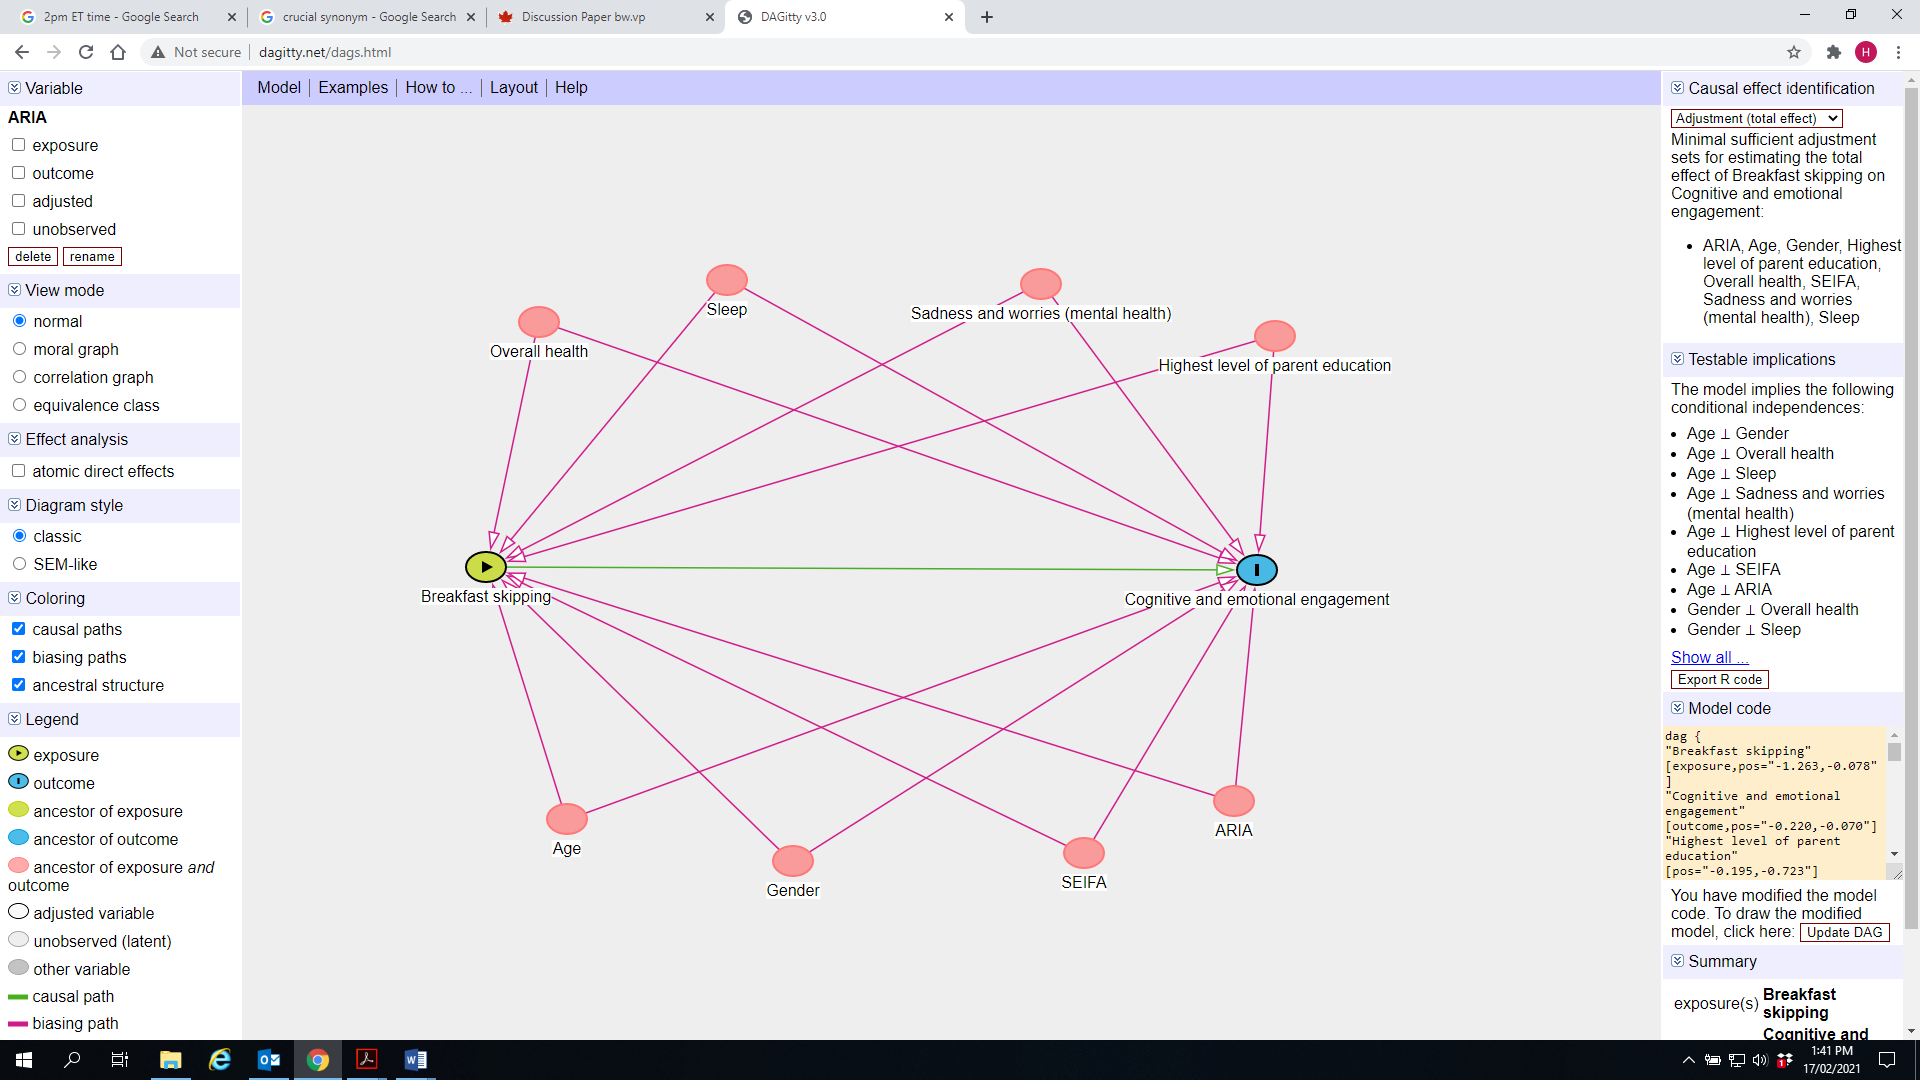 2pm ET time - Google Search
crucial synonym - Google Search
Discussion Paper bw.vp
DAGitty v3.0
Not secure
dagitty.net/dags.html
H
Variable
ARIA
exposure
outcome
adjusted
unobserved
delete
rename
View mode
normal
moral graph
correlation graph
equivalence class
Effect analysis
atomic direct effects
Diagram style
classic
SEM-like
Coloring
causal paths
biasing paths
ancestral structure
Legend
exposure
outcome
ancestor of exposure
ancestor of outcome
ancestor of exposure and
outcome
adjusted variable
unobserved (latent)
other variable
causal path
biasing path
Model | Examples | How to ... | Layout | Help
Sleep
Sadness and worries (mental health)
Overall health
Highest level of parent education
Breakfast skipping
Cognitive and emotional engagement
ARIA
Age
SEIFA
Gender
Causal effect identification
Adjustment (total effect)
Minimal sufficient adjustment
sets for estimating the total
effect of Breakfast skipping on
Cognitive and emotional
engagement:
• ARIA, Age, Gender, Highest
level of parent education,
Overall health, SEIFA,
Sadness and worries
(mental health), Sleep
Testable implications
The model implies the following
conditional independences:
• Age ⊥ Gender
• Age ⊥ Overall health
• Age ⊥ Sleep
• Age ⊥ Sadness and worries
(mental health)
• Age ⊥ Highest level of parent
education
• Age ⊥ SEIFA
• Age ⊥ ARIA
• Gender ⊥ Overall health
• Gender ⊥ Sleep
Show all ...
Export R code
Model code
dag {
"Breakfast skipping"
[exposure,pos="-1.263,-0.078"
]
"Cognitive and emotional
engagement"
[outcome,pos="-0.220,-0.070"]
"Highest level of parent
education"
[pos="-0.195,-0.723"]
You have modified the model
code. To draw the modified
model, click here: Update DAG
Summary
exposure(s) Breakfast
skipping
Cognitive and
1:41 PM
17/02/2021